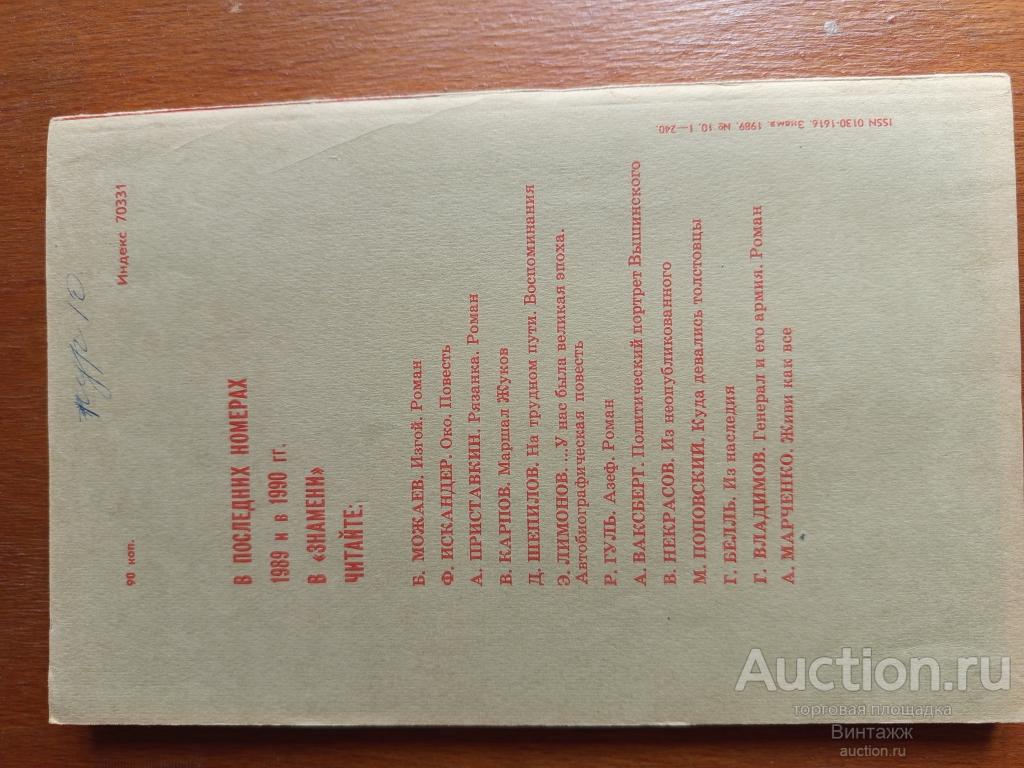 90 коп.
Индекс 70331
В ПОСЛЕДНИХ НОМЕРАХ
1989 и в 1990 гг.
В «ЗНАМЕНИ»
ЧИТАЙТЕ:
Б. МОЖАЕВ. Изгой. Роман
Ф. ИСКАНДЕР. Око. Повесть
А. ПРИСТАВКИН. Рязанка. Роман
В. КАРПОВ. Маршал Жуков
Д. ШЕПИЛОВ. На трудном пути. Воспоминания
Э. ЛИМОНОВ. ...У нас была великая эпоха.
Автобиографическая повесть
Р. ГУЛЬ. Азеф. Роман
А. ВАКСБЕРГ. Политический портрет Вышинского
В. НЕКРАСОВ. Из неопубликованного
М. ПОПОВСКИЙ. Куда девались толстовцы
Г. БЕЛЛЬ. Из наследия
Г. ВЛАДИМОВ. Генерал и его армия. Роман
А. МАРЧЕНКО. Живи как все
ISSN 0130-1616. Знамя. 1989. № 10. 1—240.
Auction.ru
торговая площадка
Винтажж
auction.ru